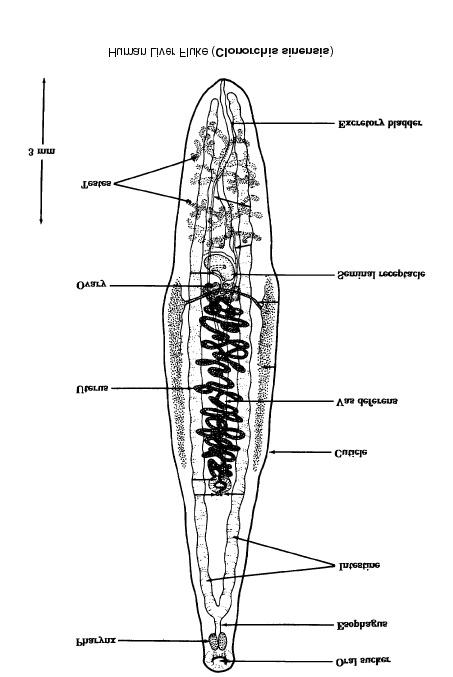 Human Liver Fluke (Clonorchis sinensis)
Excretory bladder
3 mm
Testes
Seminal receptacle
Ovary
Uterus
Vas deferens
Cuticle
Intestine
Esophagus
Pharynx
Oral sucker